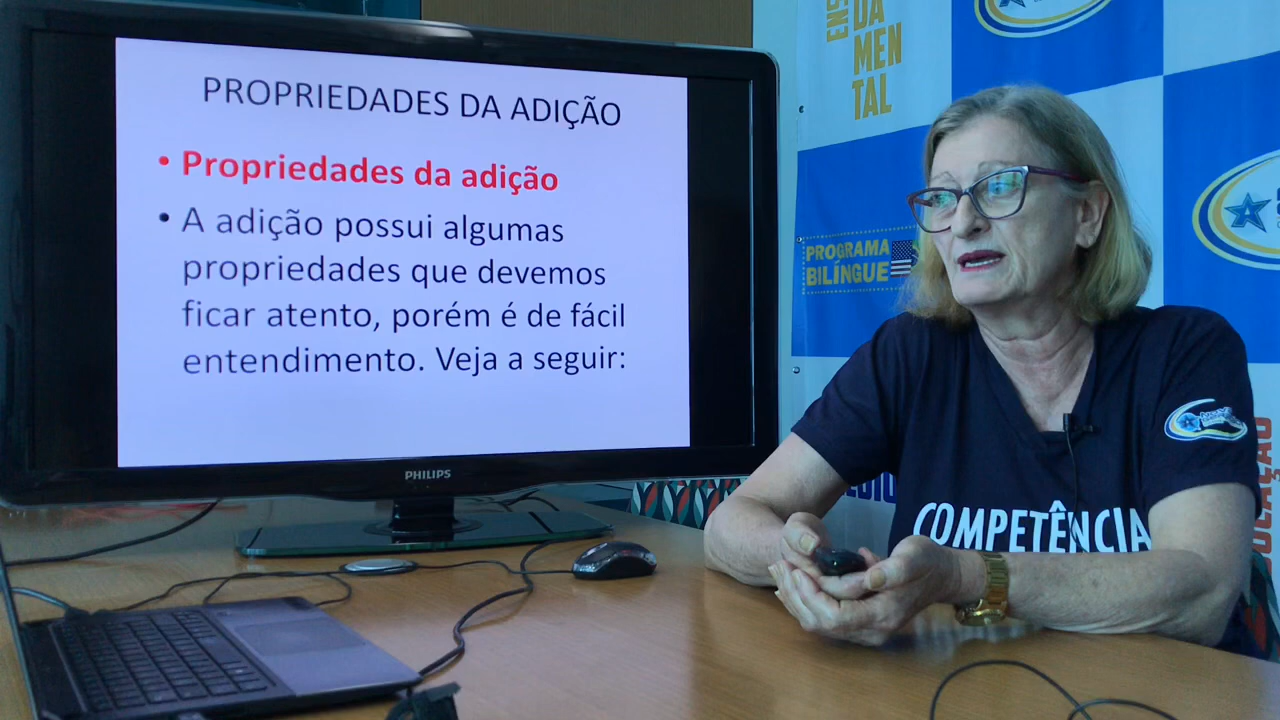 PROPRIEDADES DA ADIÇÃO
• Propriedades da adição
• A adição possui algumas
propriedades que devemos
ficar atento, porém é de fácil
entendimento. Veja a seguir:
PHILIPS
DA
MEN
TAL
PROGRAMA
BILÍNGUE
COMPETÊNCIA